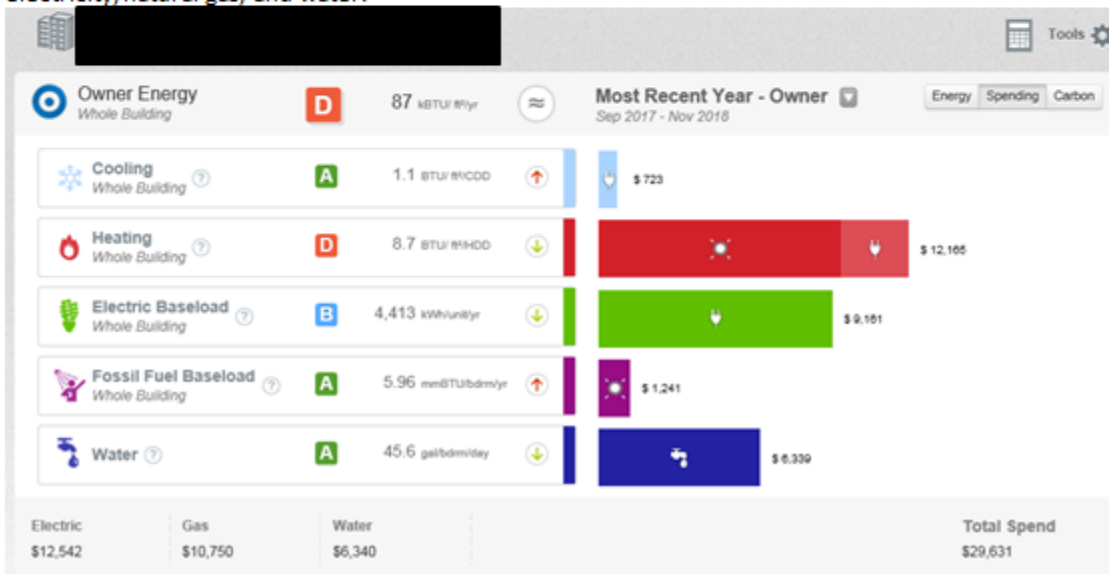 Tools
Owner Energy
Whole Building
D
87 kBTU/ft²/yr
Most Recent Year - Owner
Sep 2017 - Nov 2018
Energy Spending Carbon
Cooling
Whole Building
?
A
1.1 BTU/ft²/CDD
$ 723
Heating
Whole Building
?
D
8.7 BTU/ft²/HDD
$ 12,165
Electric Baseload
Whole Building
?
B
4,413 kWh/unit/yr
$ 9,161
Fossil Fuel Baseload
Whole Building
?
A
5.96 mmBTU/bdrm/yr
$ 1,241
Water
?
A
45.6 gal/bdrm/day
$ 6,339
Electric Gas Water Total Spend
$12,542 $10,750 $6,340 $29,631